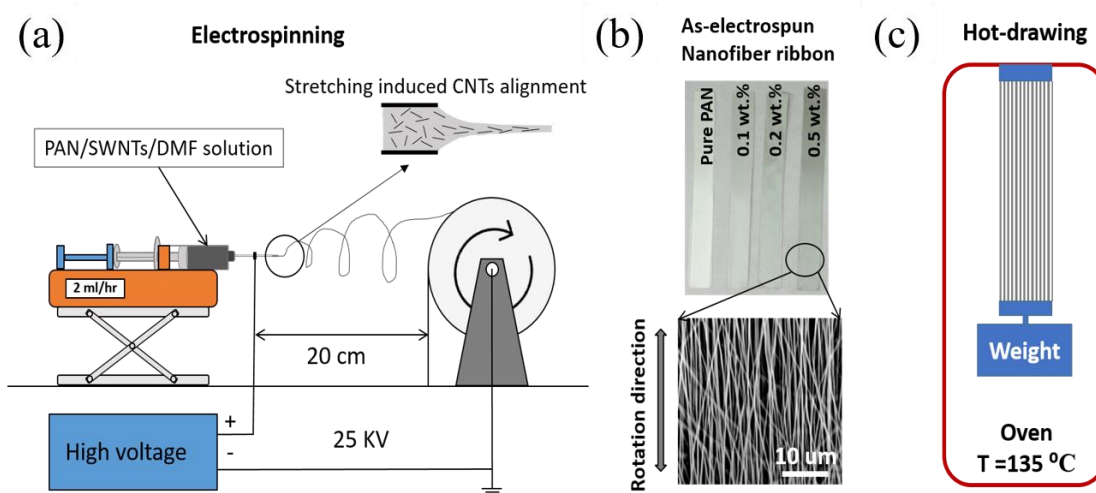 (a)
Electrospinning
Stretching induced CNTs alignment
PAN/SWNTs/DMF solution
2 ml/hr
20 cm
High voltage
+
-
25 KV
(b)
As-electrospun
Nanofiber ribbon
Pure PAN
0.1 wt.%
0.2 wt.%
0.5 wt.%
Rotation direction
10 um
(c)
Hot-drawing
Weight
Oven
T =135 ⁰C